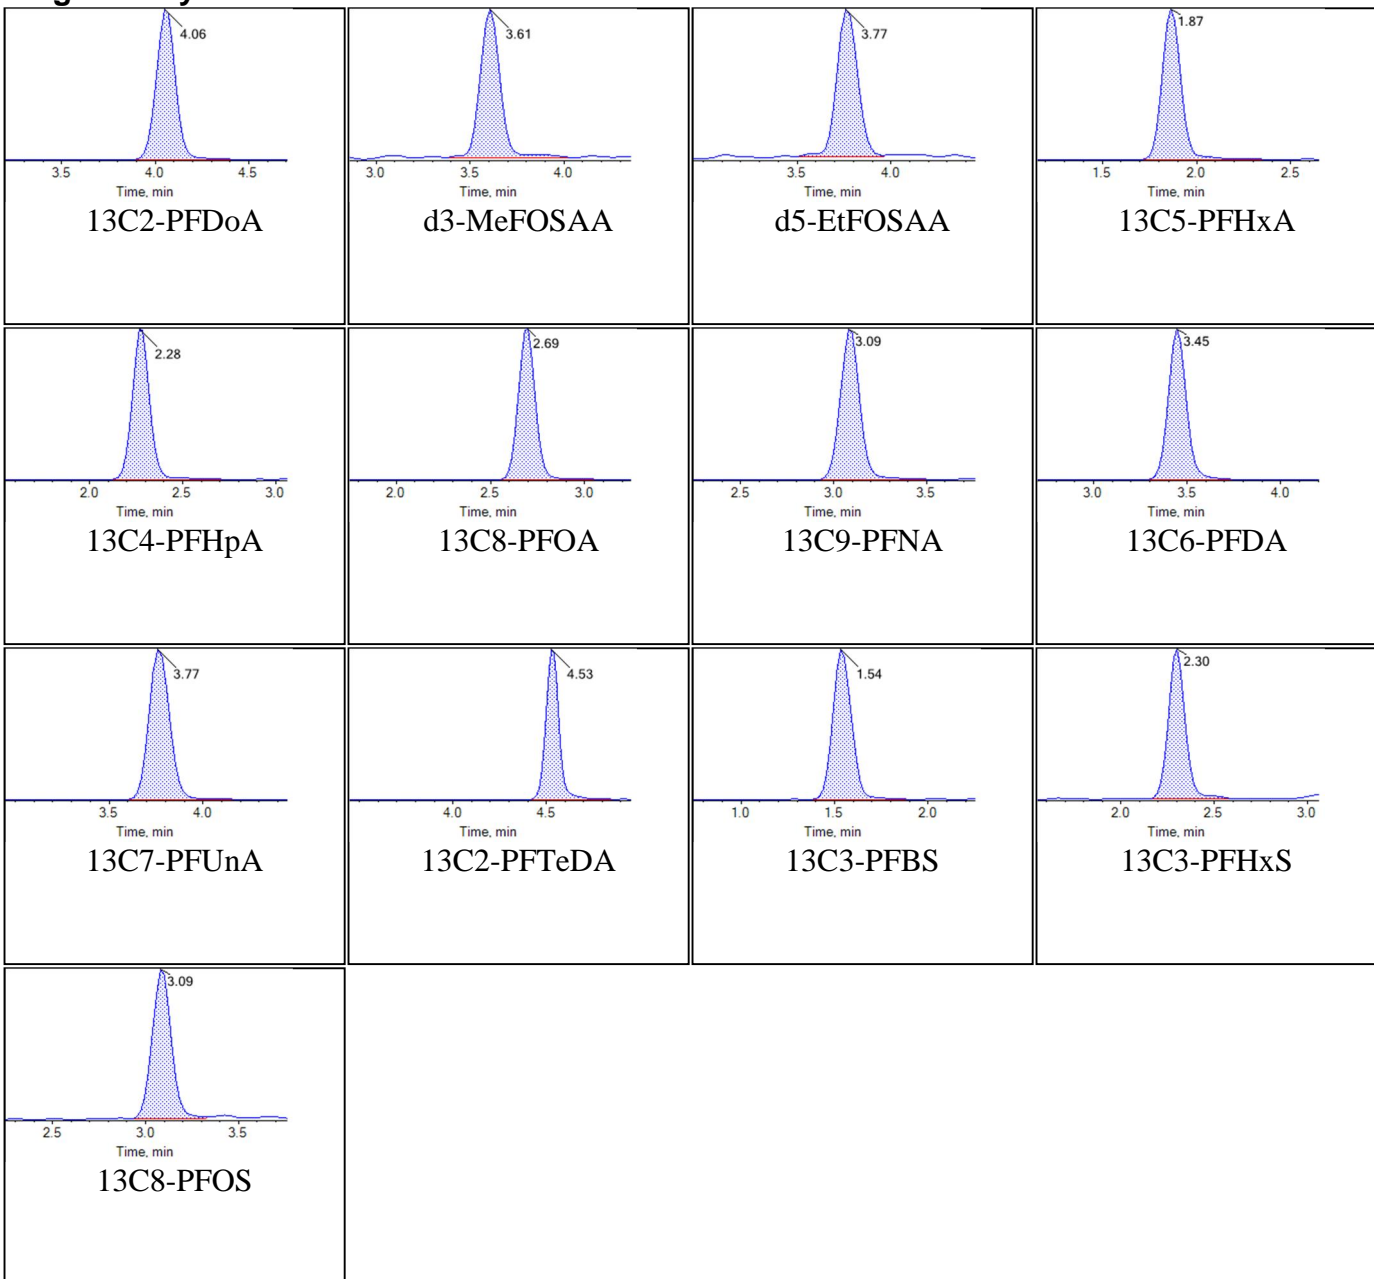 4.06
3.5 4.0 4.5
Time, min
13C2-PFDoA
3.61
3.0 3.5 4.0
Time, min
d3-MeFOSAA
3.77
3.5 4.0
Time, min
d5-EtFOSAA
1.87
1.5 2.0 2.5
Time, min
13C5-PFHxA
2.28
2.0 2.5 3.0
Time, min
13C4-PFHpA
2.69
2.0 2.5 3.0
Time, min
13C8-PFOA
3.09
2.5 3.0 3.5
Time, min
13C9-PFNA
3.45
3.0 3.5 4.0
Time, min
13C6-PFDA
3.77
3.5 4.0
Time, min
13C7-PFUnA
4.53
4.0 4.5
Time, min
13C2-PFTeDA
1.54
1.0 1.5 2.0
Time, min
13C3-PFBS
2.30
2.0 2.5 3.0
Time, min
13C3-PFHxS
3.09
2.5 3.0 3.5
Time, min
13C8-PFOS